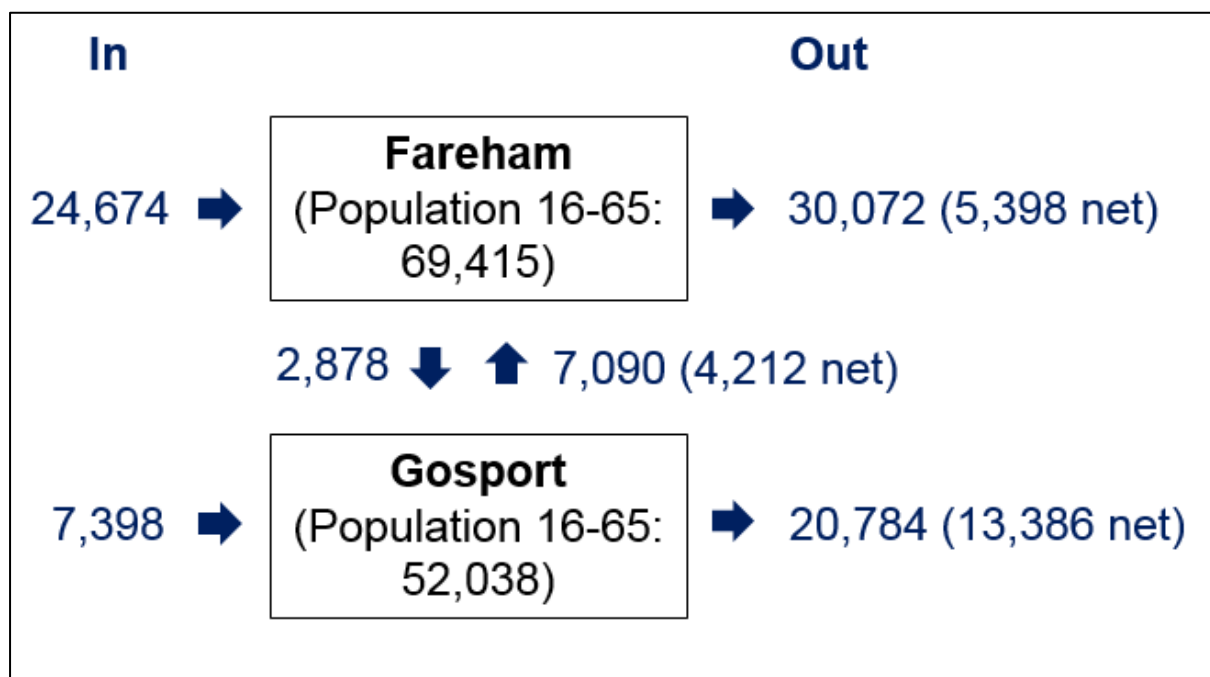 In Out
Fareham
24,674 (Population 16-65: 30,072 (5,398 net)
69,415)
2,878 7,090 (4,212 net)
Gosport
7,398 (Population 16-65: 20,784 (13,386 net)
52,038)